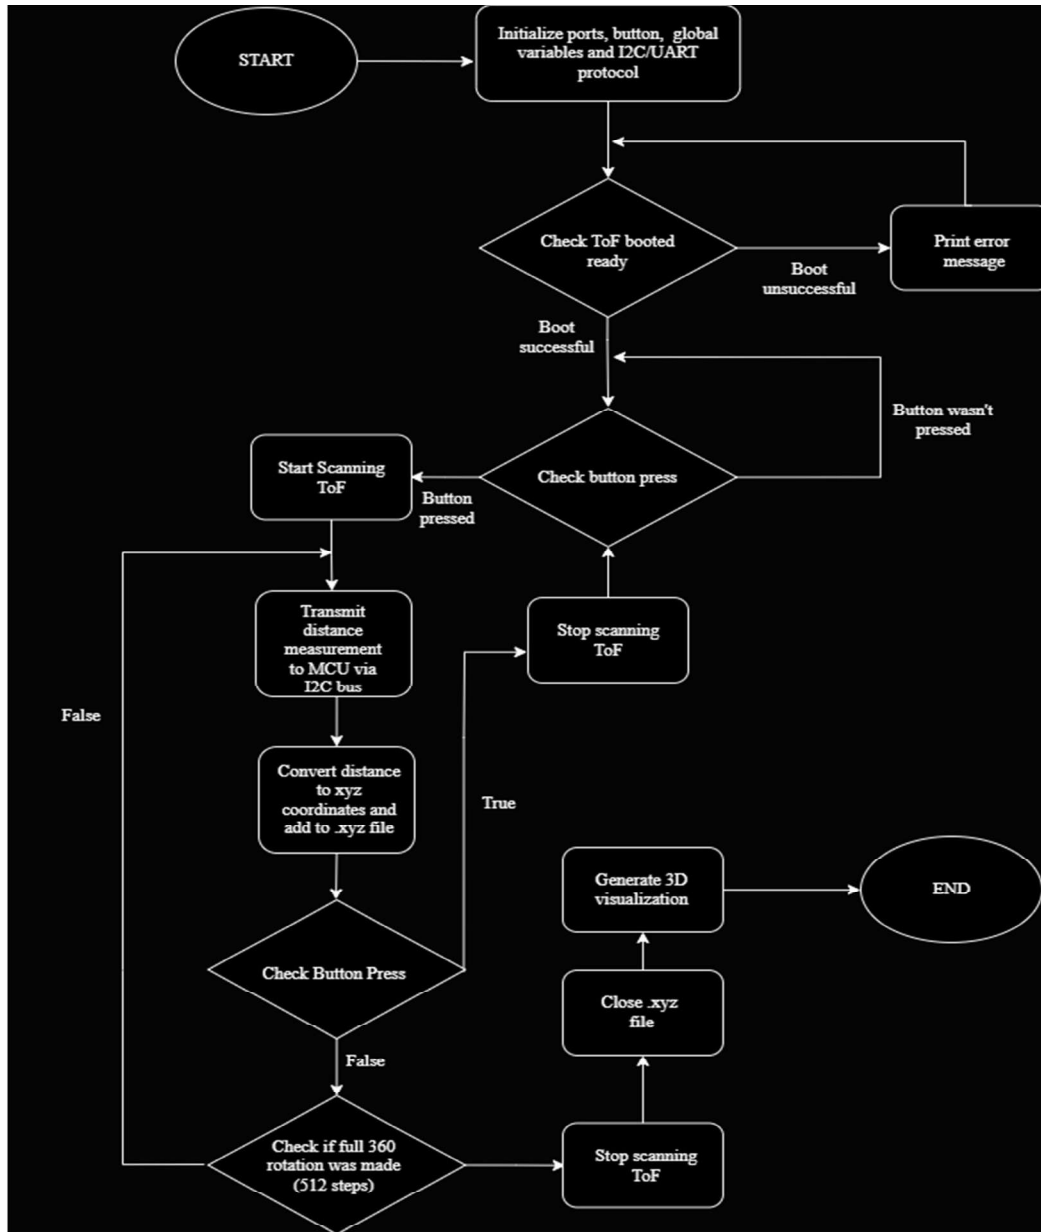 START
Initialize ports, button, global
variables and I2C/UART
protocol
Check ToF booted
ready
Boot
unsuccessful
Print error
message
Boot
successful
Button wasn't
pressed
Check button press
Button
pressed
Start Scanning
ToF
Transmit
distance
measurement
to MCU via
I2C bus
Stop scanning
ToF
False
Convert distance
to xyz
coordinates and
add to .xyz file
True
Generate 3D
visualization
END
Check Button Press
Close .xyz
file
False
Check if full 360
rotation was made
(512 steps)
Stop scanning
ToF